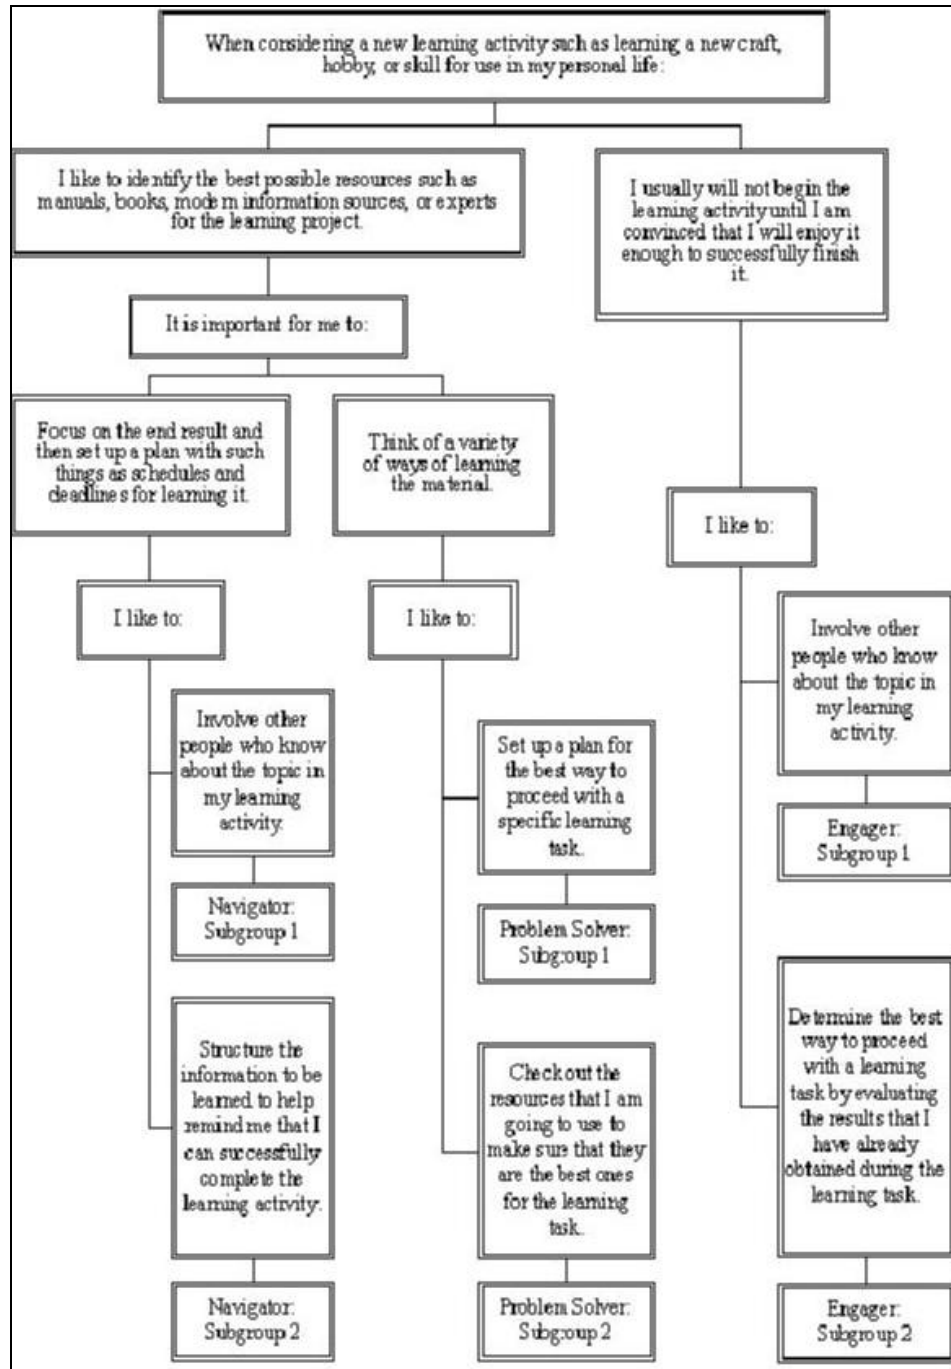 When considering a new learning activity such as learning a new craft,
hobby, or skill for use in my personal life:
I like to identify the best possible resources such as
manuals, books, modern information sources, or experts
for the learning project.
I usually will not begin the
learning activity until I am
convinced that I will enjoy it
enough to successfully finish
it.
It is important for me to:
Focus on the end result and
then set up a plan with such
things as schedules and
deadlines for learning it.
Think of a variety
of ways of learning
the material.
I like to:
I like to:
I like to:
Involve other
people who know
about the topic in
my learning
activity.
Navigator:
Subgroup 1
Structure the
information to be
learned to help
remind me that I
can successfully
complete the
learning activity.
Navigator:
Subgroup 2
Set up a plan for
the best way to
proceed with a
specific learning
task.
Problem Solver:
Subgroup 1
Check out the
resources that I am
going to use to
make sure that they
are the best ones
for the learning
task.
Problem Solver:
Subgroup 2
Involve other
people who know
about the topic in
my learning
activity.
Engager:
Subgroup 1
Determine the best
way to proceed
with a learning
task by evaluating
the results that I
have already
obtained during the
learning task.
Engager:
Subgroup 2